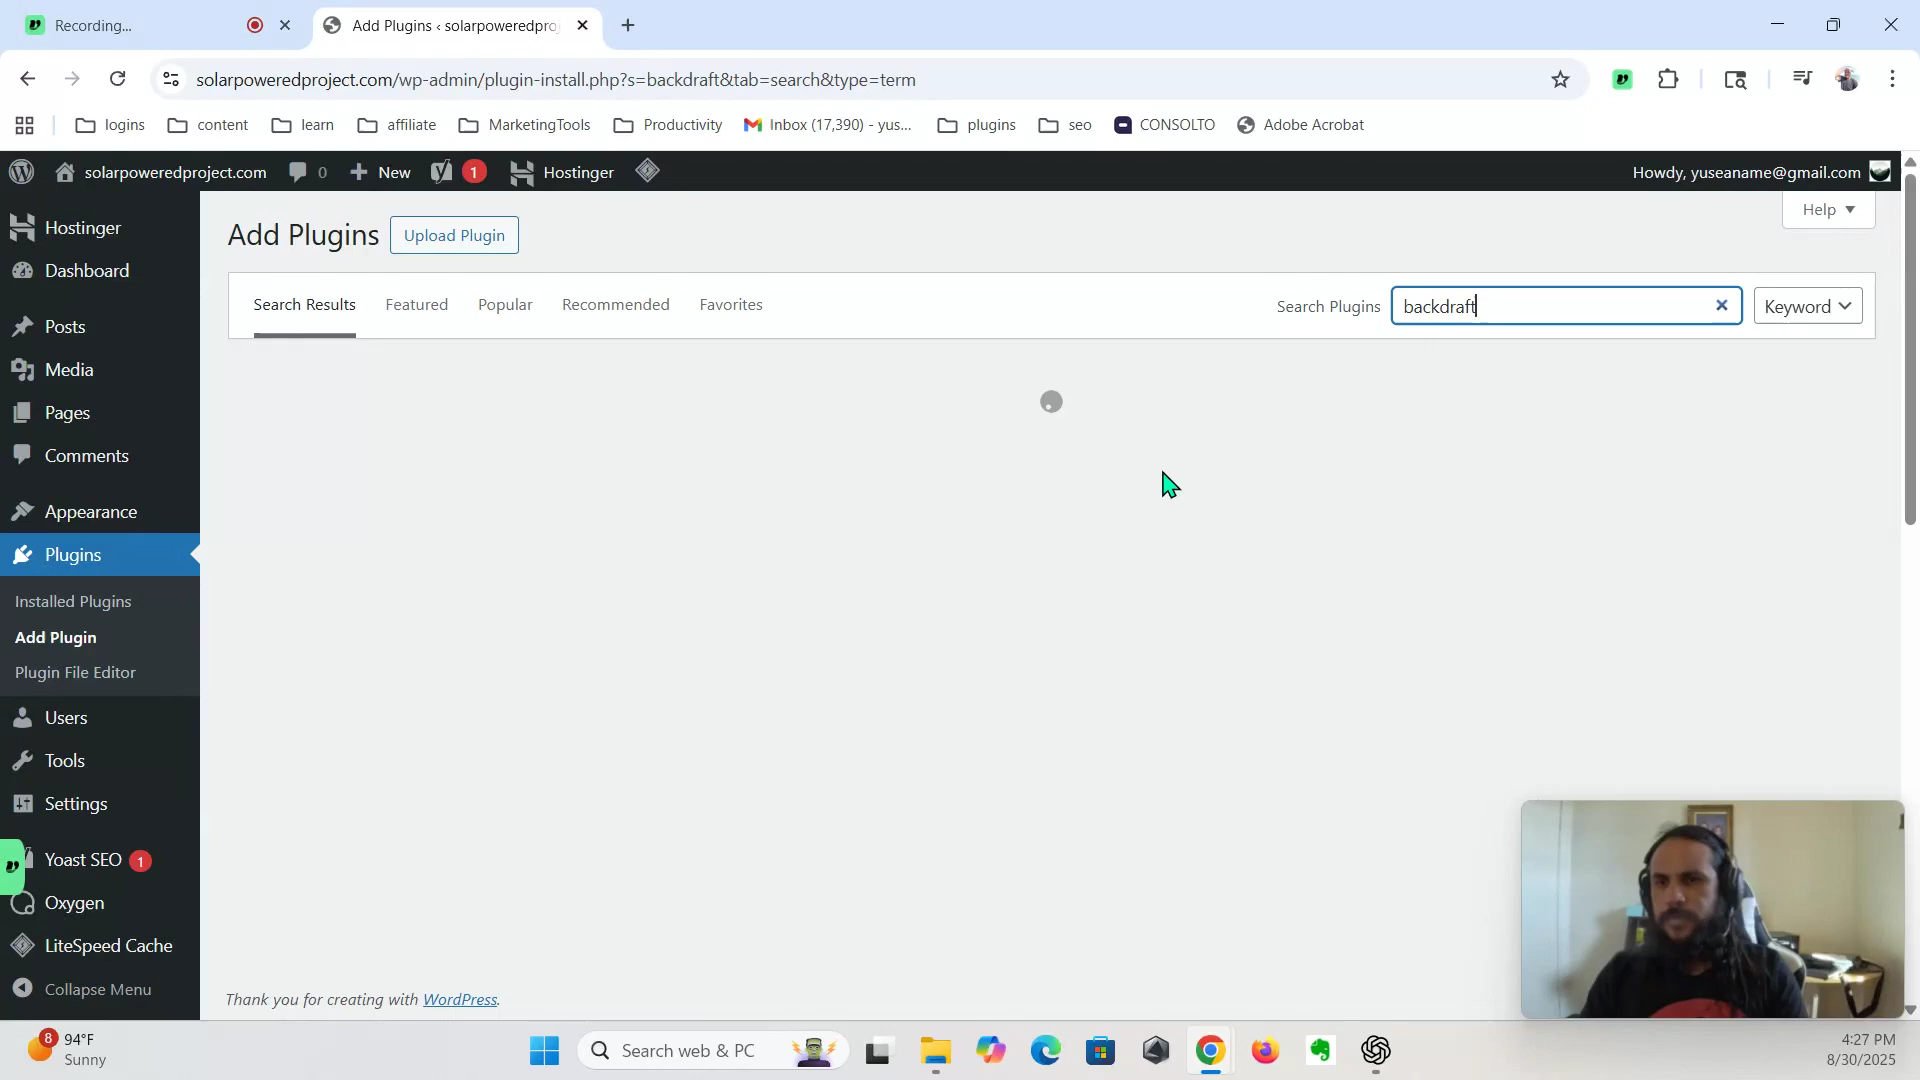 Recording...
Add Plugins ‹ solarpoweredpro
solarpoweredproject.com/wp-admin/plugin-install.php?s=backdraft&tab=search&type=term
logins
content
learn
affiliate
MarketingTools
Productivity
Inbox (17,390) - yus...
plugins
seo
CONSOLTO
Adobe Acrobat
solarpoweredproject.com
0
New
1
Hostinger
Howdy, yuseaname@gmail.com
Hostinger
Dashboard
Posts
Media
Pages
Comments
Appearance
Plugins
Installed Plugins
Add Plugin
Plugin File Editor
Users
Tools
Settings
Yoast SEO 1
Oxygen
LiteSpeed Cache
Collapse Menu
Help
Add Plugins
Upload Plugin
Search Results
Featured
Popular
Recommended
Favorites
Search Plugins
backdraft
Keyword
Thank you for creating with WordPress.
8
94°F
Sunny
Search web & PC
4:27 PM
8/30/2025